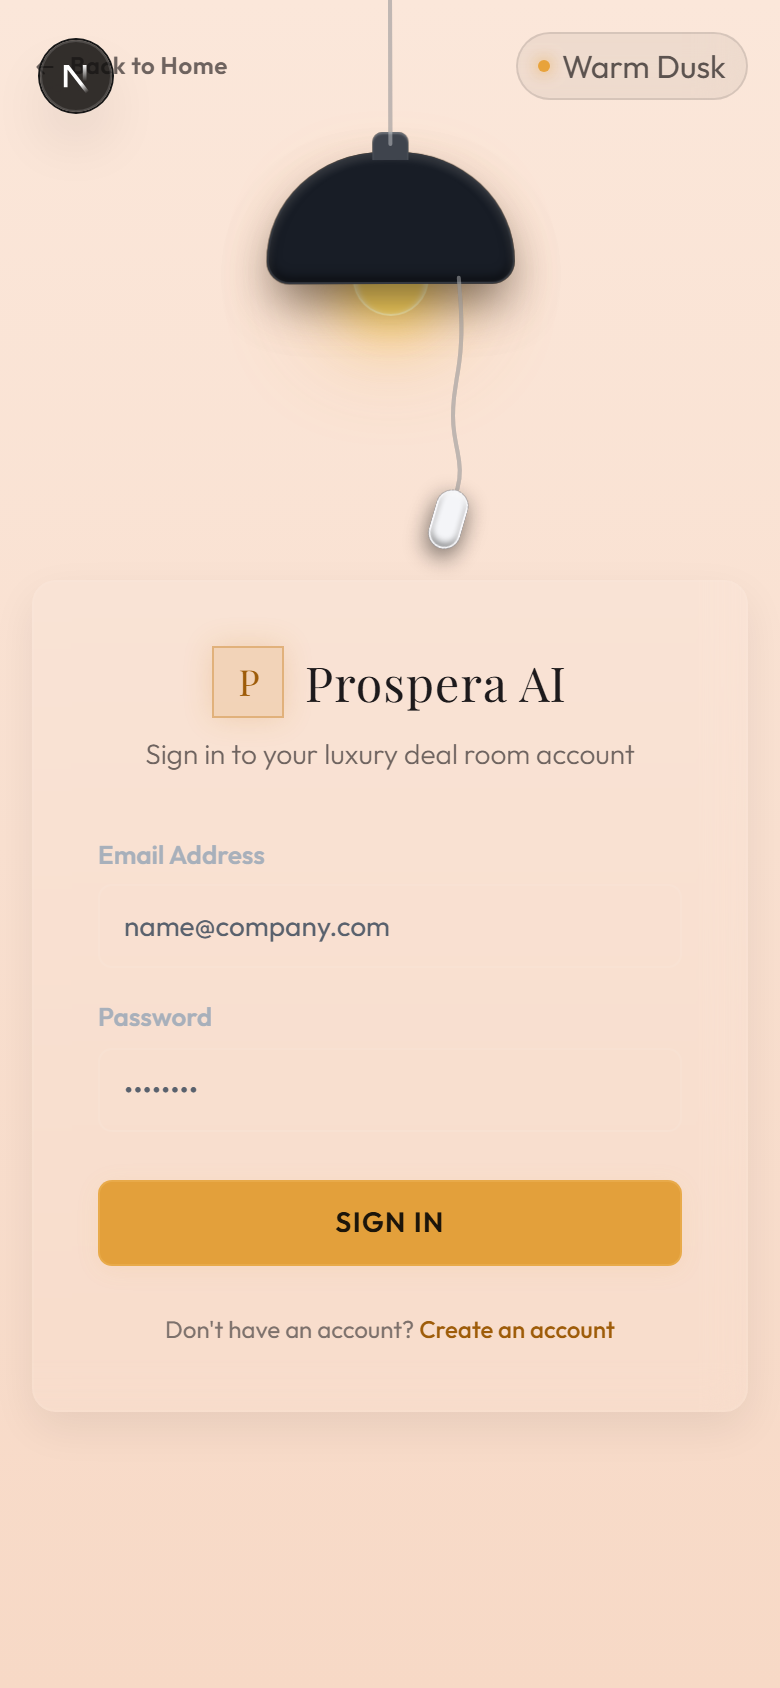 ← Back to Home
N
Warm Dusk
P
Prospera AI
Sign in to your luxury deal room account
Email Address
name@company.com
Password
••••••••
SIGN IN
Don't have an account? Create an account